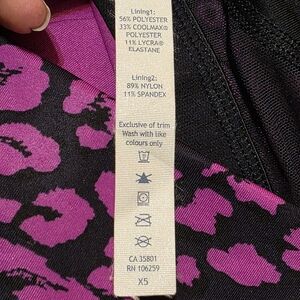 Lining1:
56% POLYESTER
33% COOLMAX®
POLYESTER
11% LYCRA®
ELASTANE
Lining2:
89% NYLON
11% SPANDEX
Exclusive of trim
Wash with like
colours only
CA 35801
RN 106259
X5